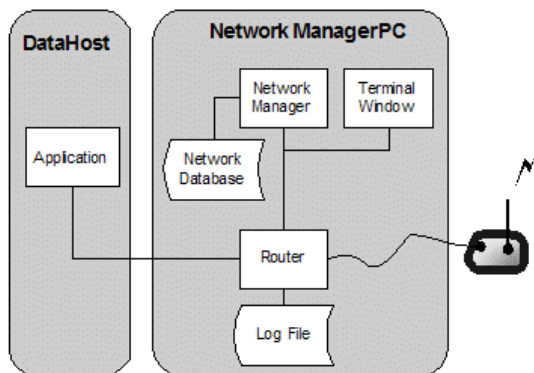 DataHost
Network ManagerPC
Network
Manager
Terminal
Window
Application
Network
Database
Router
Log File